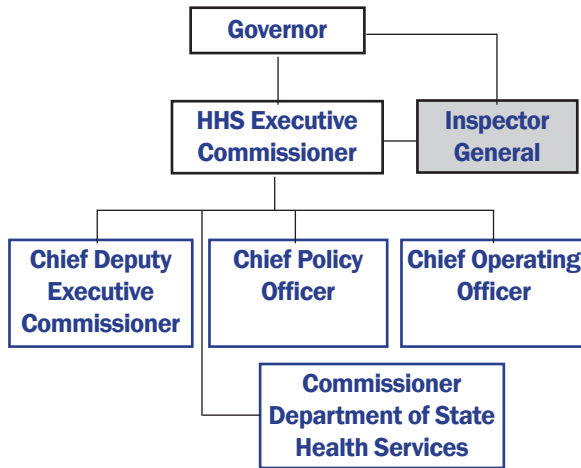 Governor
HHS Executive
Commissioner
Inspector
General
Chief Deputy
Executive
Commissioner
Chief Policy
Officer
Chief Operating
Officer
Commissioner
Department of State
Health Services